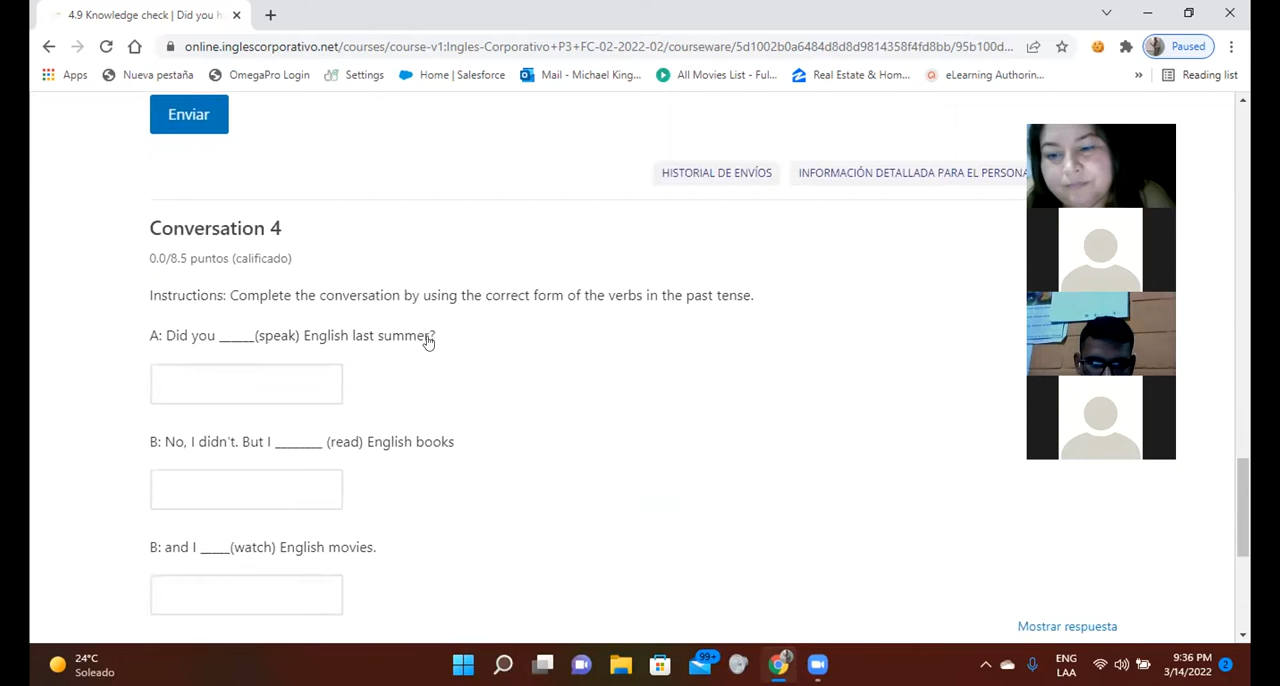 4.9 Knowledge check | Did you h
online.inglescorporativo.net/courses/course-v1:Ingles-Corporativo+P3+FC-02-2022-02/courseware/5d1002b0a6484d8d8d9814358f4fd8bb/95b100d...
Paused
Apps Nueva pestaña OmegaPro Login Settings Home | Salesforce Mail - Michael King... All Movies List - Ful... Real Estate & Hom... eLearning Authorin... » Reading list
Enviar
HISTORIAL DE ENVÍOS INFORMACIÓN DETALLADA PARA EL PERSONA
Conversation 4
0.0/8.5 puntos (calificado)
Instructions: Complete the conversation by using the correct form of the verbs in the past tense.
A: Did you ______(speak) English last summer?
B: No, I didn't. But I ________ (read) English books
B: and I _____(watch) English movies.
Mostrar respuesta
24°C
Soleado
99+
ENG
LAA
9:36 PM
3/14/2022
2